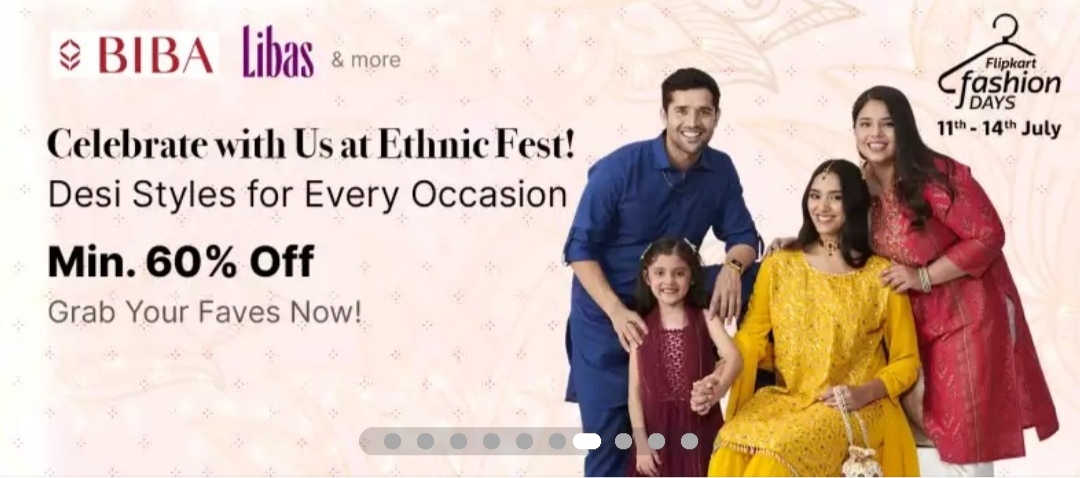 BIBA Libas & more
Celebrate with Us at Ethnic Fest!
Desi Styles for Every Occasion
Min. 60% Off
Grab Your Faves Now!
Flipkart
fashion
DAYS
11th - 14th July